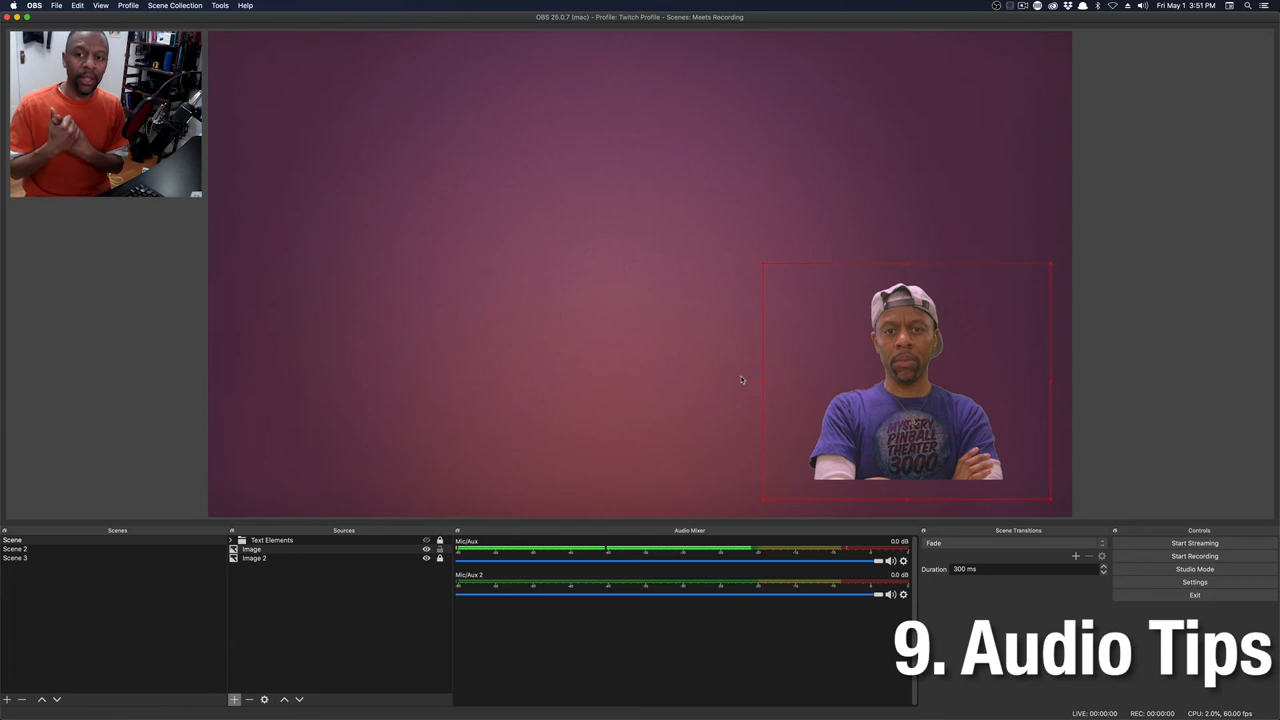 OBS File Edit View Profile Scene Collection Tools Help
Fri May 1 3:51 PM
OBS 25.0.7 (mac) - Profile: Twitch Profile - Scenes: Meets Recording
MYSTERY
PINBALL
THEATER
3000
Scenes
Scene
Scene 2
Scene 3
Sources
Text Elements
Image
Image 2
Audio Mixer
Mic/Aux 0.0 dB
Mic/Aux 2 0.0 dB
Scene Transitions
Fade
Duration 300 ms
Controls
Start Streaming
Start Recording
Studio Mode
Settings
Exit
9. Audio Tips
LIVE: 00:00:00 REC: 00:00:00 CPU: 2.0%, 60.00 fps